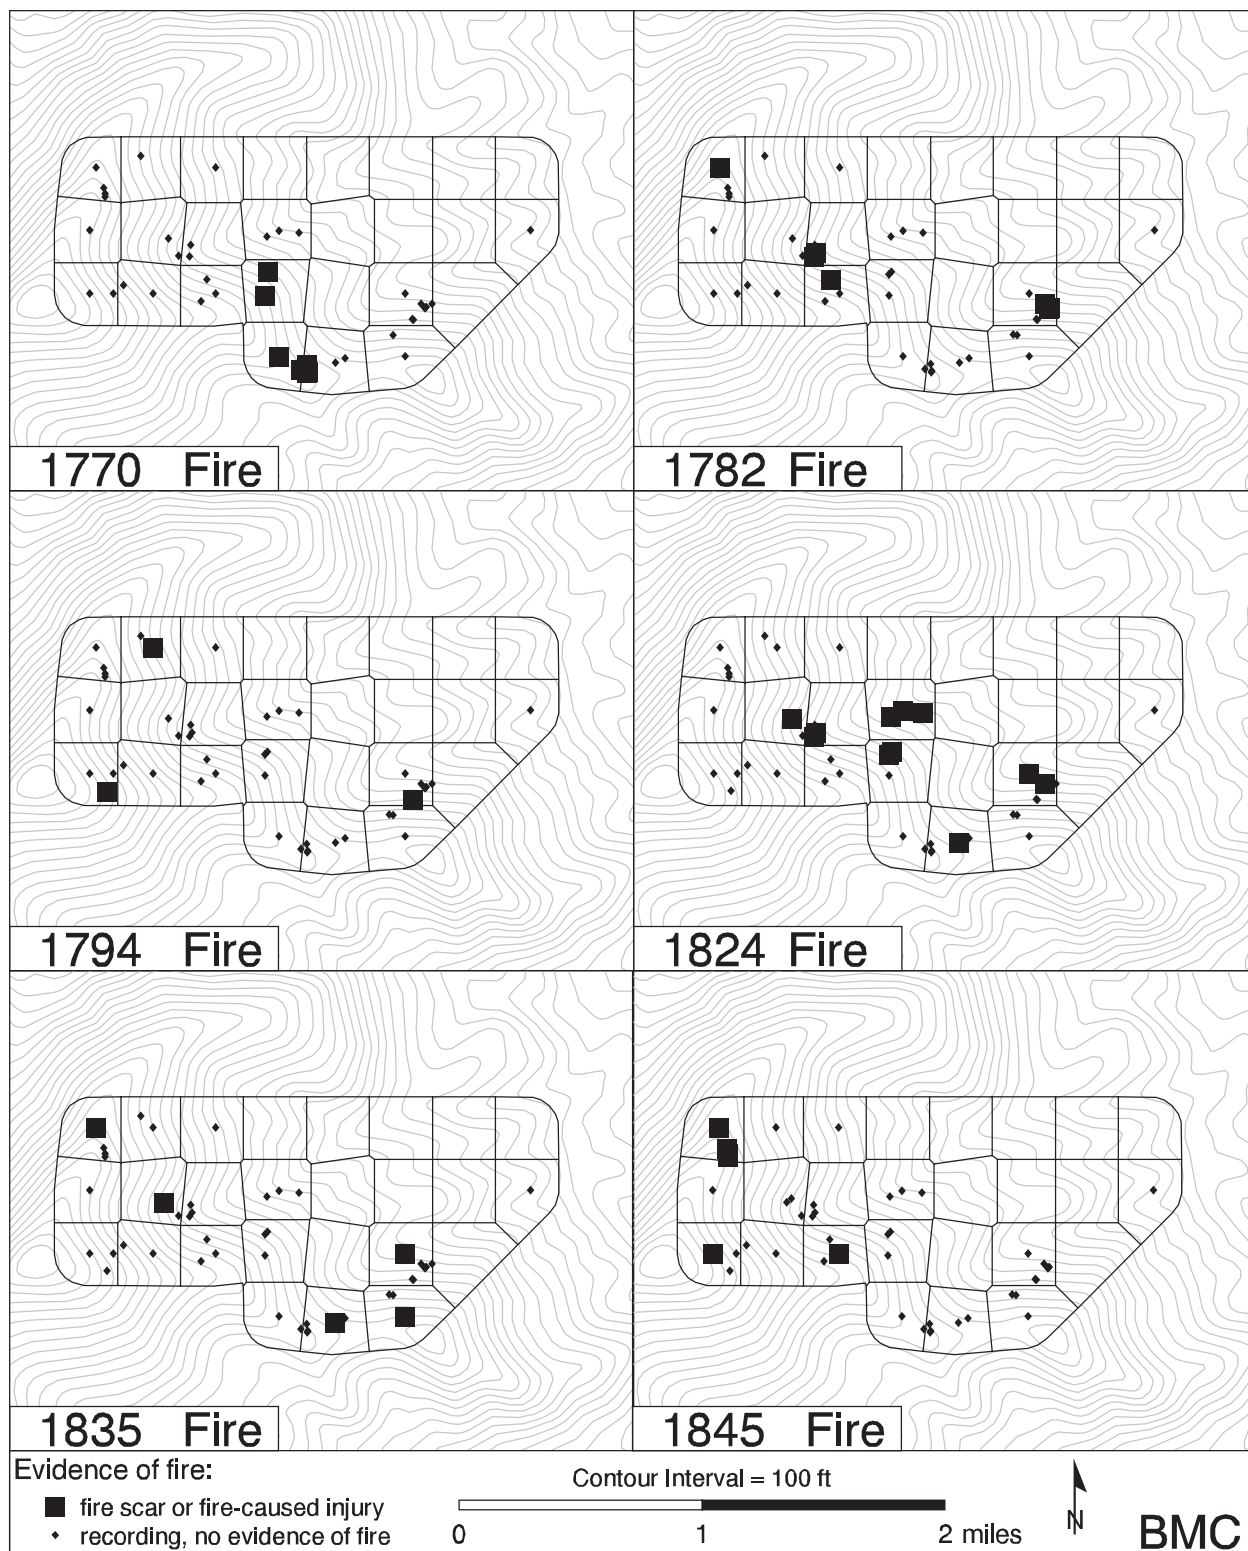 1770 Fire
1782 Fire
1794 Fire
1824 Fire
1835 Fire
1845 Fire
Evidence of fire:
fire scar or fire-caused injury
recording, no evidence of fire
Contour Interval = 100 ft
0 1 2 miles
N
BMC